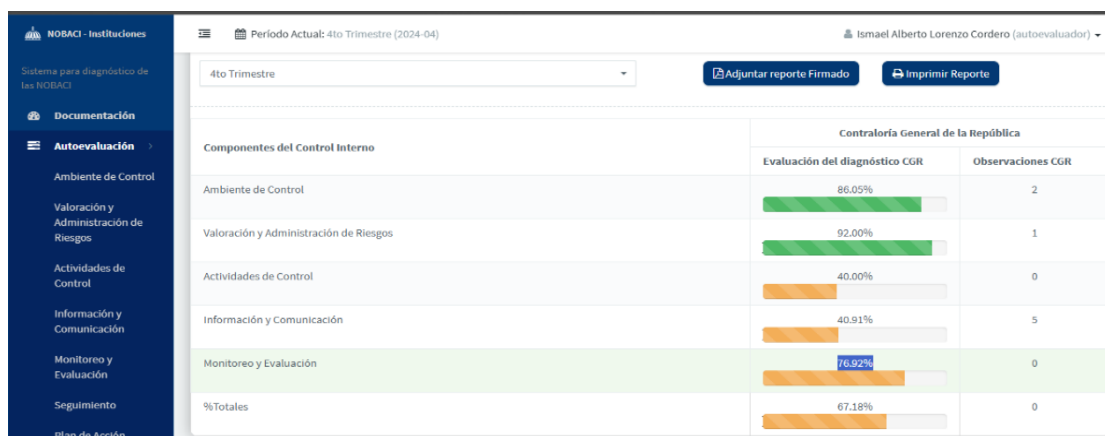 NOBACI - Instituciones
Período Actual: 4to Trimestre (2024-04)
Ismael Alberto Lorenzo Cordero (autoevaluador)
Sistema para diagnóstico de
las NOBACI
Documentación
Autoevaluación
Ambiente de Control
Valoración y
Administración de
Riesgos
Actividades de
Control
Información y
Comunicación
Monitoreo y
Evaluación
Seguimiento
Plan de Acción
4to Trimestre
Adjuntar reporte Firmado
Imprimir Reporte
Componentes del Control Interno
Contraloría General de la República
Evaluación del diagnóstico CGR
Observaciones CGR
Ambiente de Control
86.05%
2
Valoración y Administración de Riesgos
92.00%
1
Actividades de Control
40.00%
0
Información y Comunicación
40.91%
5
Monitoreo y Evaluación
76.92%
0
%Totales
67.18%
0